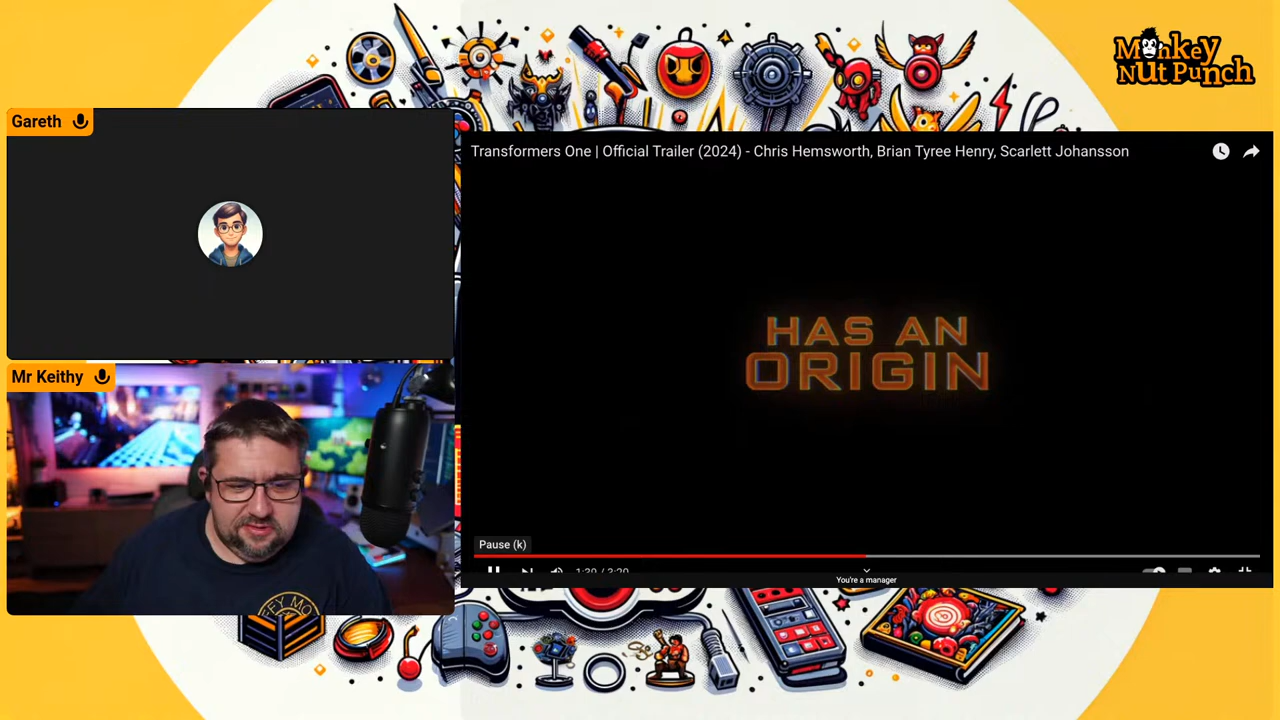 Monkey
Nut Punch
Gareth
Transformers One | Official Trailer (2024) - Chris Hemsworth, Brian Tyree Henry, Scarlett Johansson
HAS AN
ORIGIN
Mr Keithy
Pause (k)
You're a manager